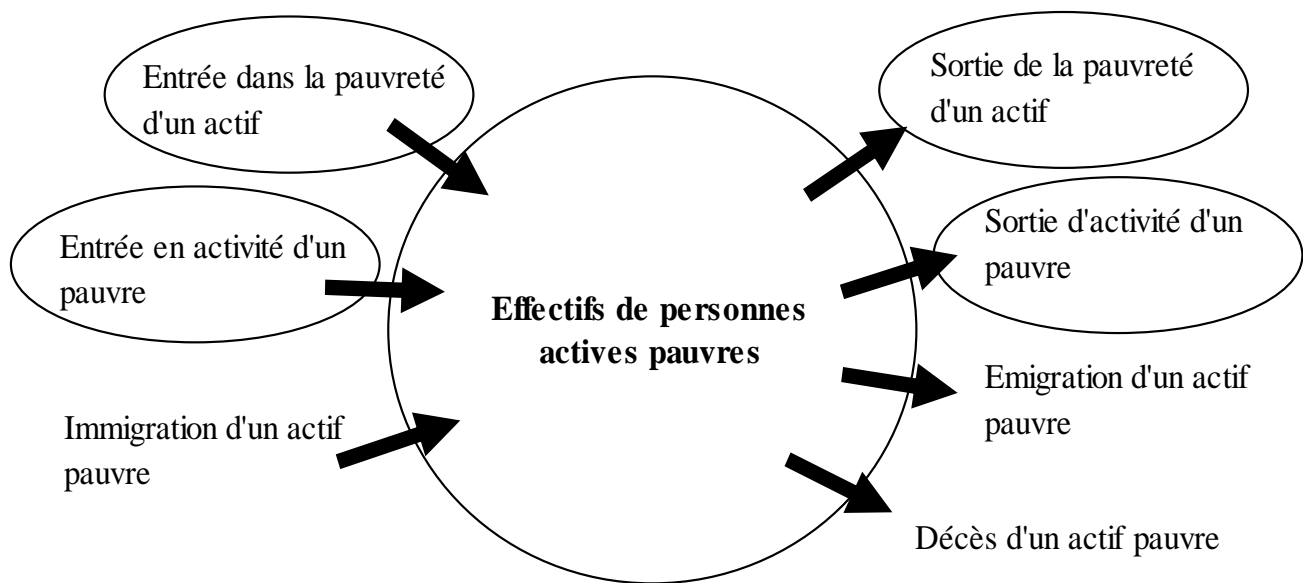 Entrée dans la pauvreté
d'un actif
Entrée en activité d'un
pauvre
Immigration d'un actif
pauvre
Effectifs de personnes
actives pauvres
Sortie de la pauvreté
d'un actif
Sortie d'activité d'un
pauvre
Emigration d'un actif
pauvre
Décès d'un actif pauvre